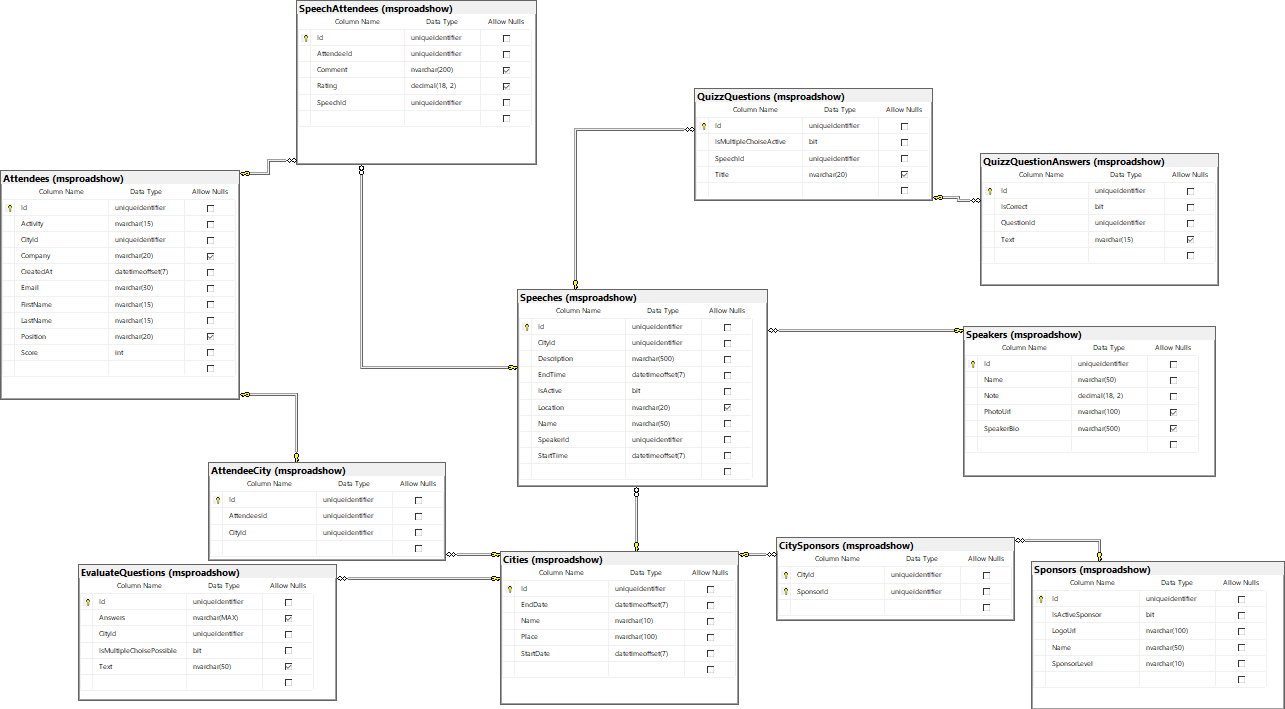 SpeechAttendees (msproadshow)
Column Name Data Type Allow Nulls
Id uniqueidentifier
AttendeeId uniqueidentifier
Comment nvarchar(200)
Rating decimal(18, 2)
SpeechId uniqueidentifier
QuizzQuestions (msproadshow)
Column Name Data Type Allow Nulls
Id uniqueidentifier
IsMultipleChoiseActive bit
SpeechId uniqueidentifier
Title nvarchar(20)
QuizzQuestionAnswers (msproadshow)
Column Name Data Type Allow Nulls
Id uniqueidentifier
IsCorrect bit
QuestionId uniqueidentifier
Text nvarchar(15)
Attendees (msproadshow)
Column Name Data Type Allow Nulls
Id uniqueidentifier
Activity nvarchar(15)
CityId uniqueidentifier
Company nvarchar(20)
CreatedAt datetimeoffset(7)
Email nvarchar(30)
FirstName nvarchar(15)
LastName nvarchar(15)
Position nvarchar(20)
Score int
Speeches (msproadshow)
Column Name Data Type Allow Nulls
Id uniqueidentifier
CityId uniqueidentifier
Description nvarchar(500)
EndTime datetimeoffset(7)
IsActive bit
Location nvarchar(20)
Name nvarchar(50)
SpeakerId uniqueidentifier
StartTime datetimeoffset(7)
Speakers (msproadshow)
Column Name Data Type Allow Nulls
Id uniqueidentifier
Name nvarchar(50)
Note decimal(18, 2)
PhotoUrl nvarchar(100)
SpeakerBio nvarchar(500)
AttendeeCity (msproadshow)
Column Name Data Type Allow Nulls
Id uniqueidentifier
AttendeesId uniqueidentifier
CityId uniqueidentifier
EvaluateQuestions (msproadshow)
Column Name Data Type Allow Nulls
Id uniqueidentifier
Answers nvarchar(MAX)
CityId uniqueidentifier
IsMultipleChoisePossible bit
Text nvarchar(50)
Cities (msproadshow)
Column Name Data Type Allow Nulls
Id uniqueidentifier
EndDate datetimeoffset(7)
Name nvarchar(10)
Place nvarchar(100)
StartDate datetimeoffset(7)
CitySponsors (msproadshow)
Column Name Data Type Allow Nulls
CityId uniqueidentifier
SponsorId uniqueidentifier
Sponsors (msproadshow)
Column Name Data Type Allow Nulls
Id uniqueidentifier
IsActiveSponsor bit
LogoUrl nvarchar(100)
Name nvarchar(50)
SponsorLevel nvarchar(10)